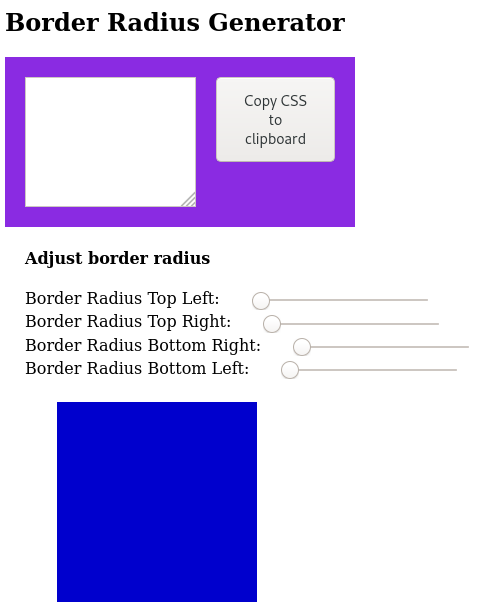 Border Radius Generator
Copy CSS
to
clipboard
Adjust border radius
Border Radius Top Left:
Border Radius Top Right:
Border Radius Bottom Right:
Border Radius Bottom Left: